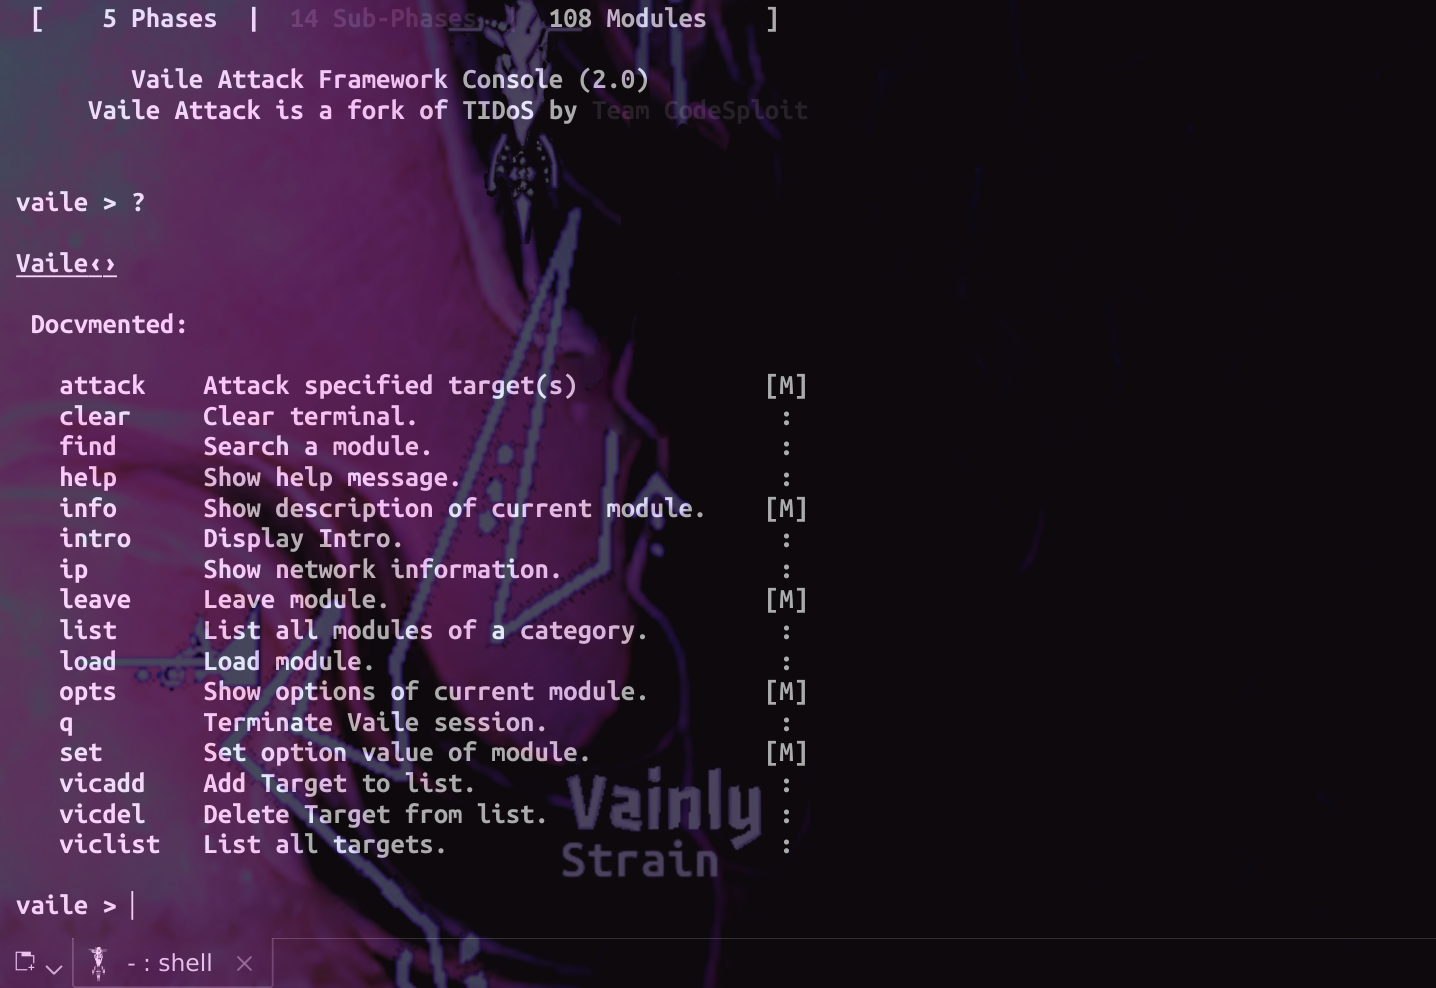 [    5 Phases  |  14 Sub-Phases  |  108 Modules    ]
Vaile Attack Framework Console (2.0)
Vaile Attack is a fork of TIDoS by Team CodeSploit
vaile > ?
Vaile‹›
Docvmented:
attack    Attack specified target(s)    [M]
clear    Clear terminal.    :
find    Search a module.    :
help    Show help message.    :
info    Show description of current module.    [M]
intro    Display Intro.    :
ip    Show network information.    :
leave    Leave module.    [M]
list    List all modules of a category.    :
load    Load module.    :
opts    Show options of current module.    [M]
q    Terminate Vaile session.    :
set    Set option value of module.    [M]
vicadd    Add Target to list.    :
vicdel    Delete Target from list.    :
viclist    List all targets.    :
Vainly
Strain
vaile >
- : shell